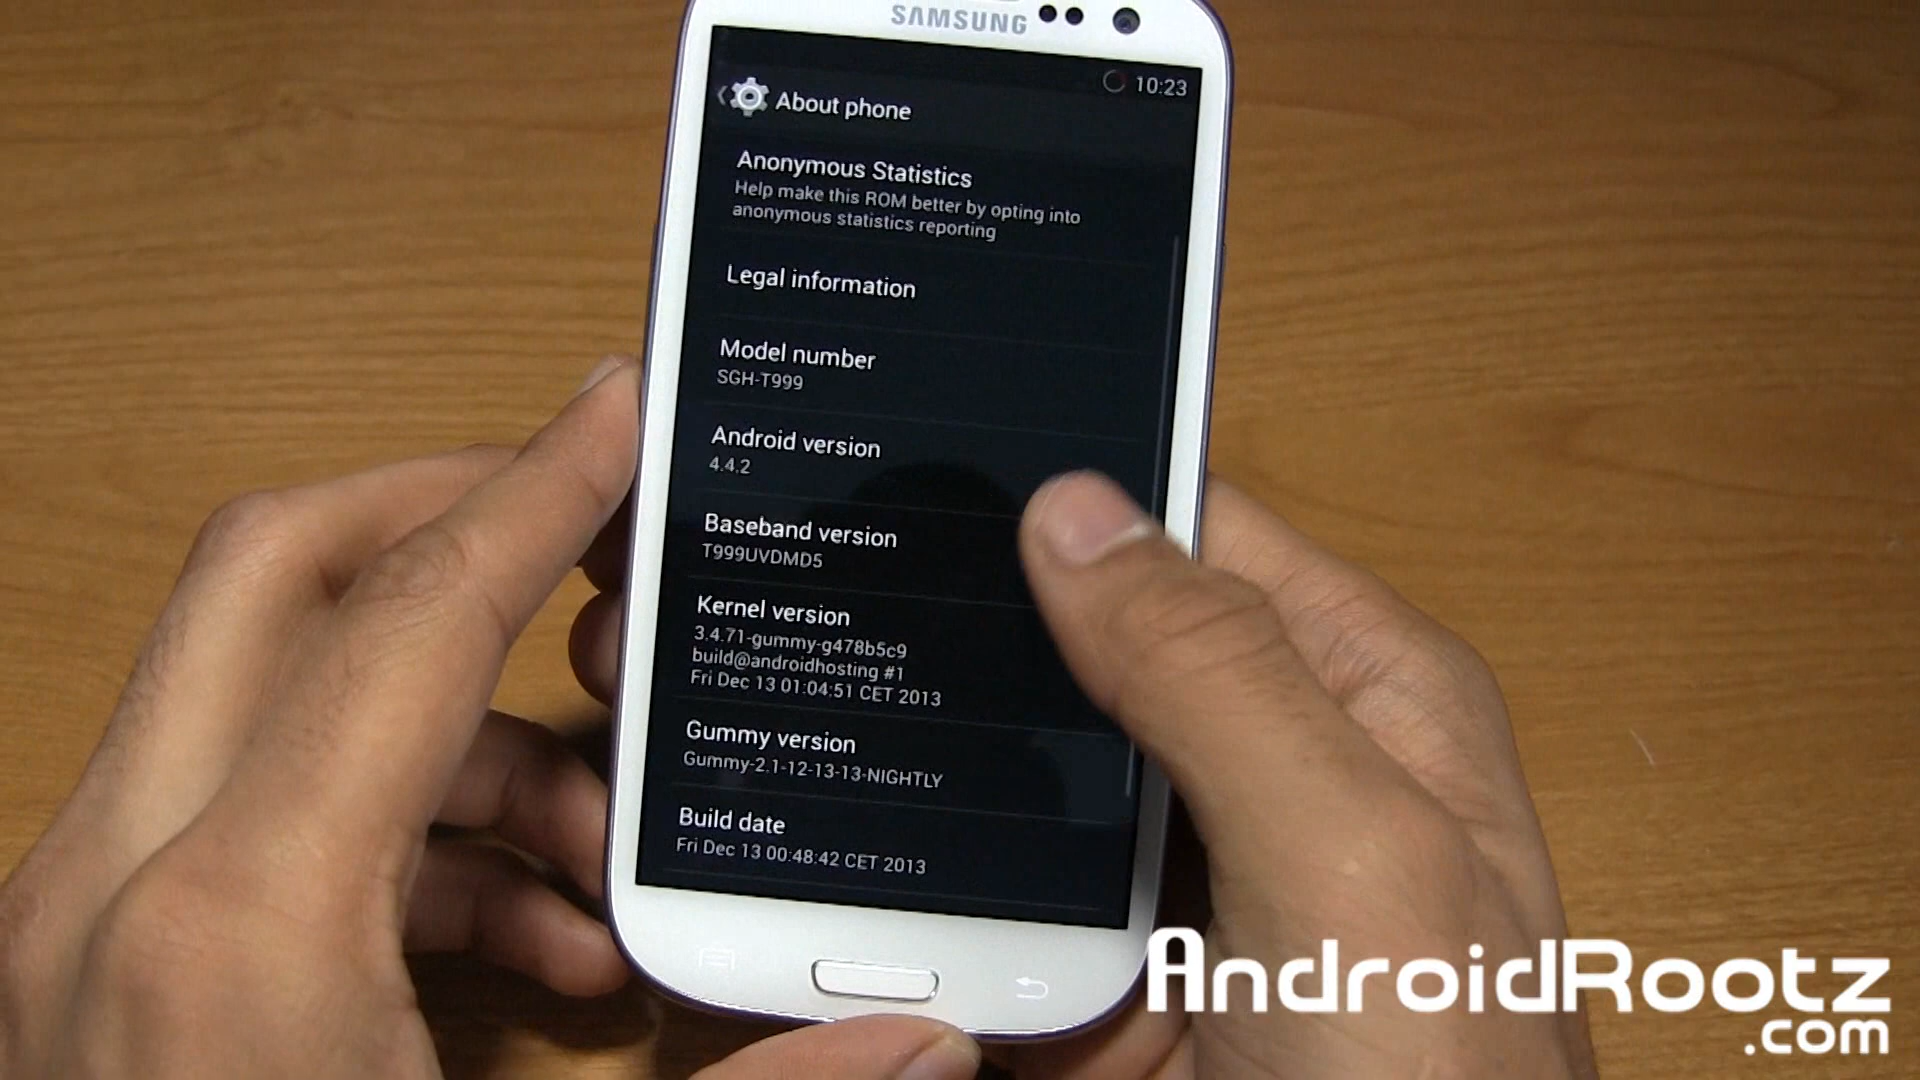 SAMSUNG
10:23
About phone
Anonymous Statistics
Help make this ROM better by opting into
anonymous statistics reporting
Legal information
Model number
SGH-T999
Android version
4.4.2
Baseband version
T999UVDMD5
Kernel version
3.4.71-gummy-g478b5c9
build@androidhosting #1
Fri Dec 13 01:04:51 CET 2013
Gummy version
Gummy-2.1-12-13-13-NIGHTLY
Build date
Fri Dec 13 00:48:42 CET 2013
AndroidRootz
.com